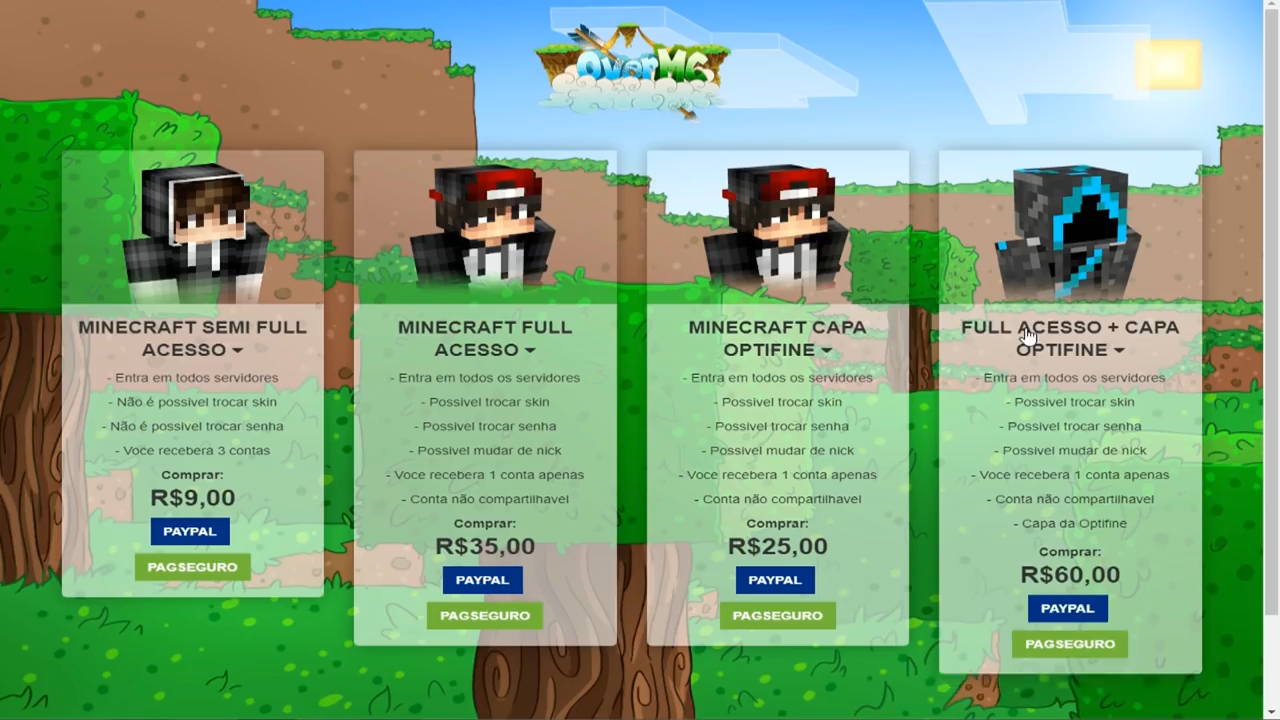 OverMC
MINECRAFT SEMI FULL
ACESSO
- Entra em todos servidores
- Não é possivel trocar skin
- Não é possivel trocar senha
- Voce recebera 3 contas
Comprar:
R$9,00
PAYPAL
PAGSEGURO
MINECRAFT FULL
ACESSO
- Entra em todos os servidores
- Possivel trocar skin
- Possivel trocar senha
- Possivel mudar de nick
- Voce recebera 1 conta apenas
- Conta não compartilhavel
Comprar:
R$35,00
PAYPAL
PAGSEGURO
MINECRAFT CAPA
OPTIFINE
- Entra em todos os servidores
- Possivel trocar skin
- Possivel trocar senha
- Possivel mudar de nick
- Voce recebera 1 conta apenas
- Conta não compartilhavel
Comprar:
R$25,00
PAYPAL
PAGSEGURO
FULL ACESSO + CAPA
OPTIFINE
- Entra em todos os servidores
- Possivel trocar skin
- Possivel trocar senha
- Possivel mudar de nick
- Voce recebera 1 conta apenas
- Conta não compartilhavel
- Capa da Optifine
Comprar:
R$60,00
PAYPAL
PAGSEGURO